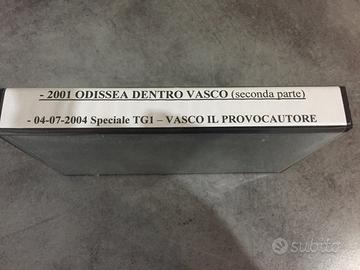 - 2001 ODISSEA DENTRO VASCO (seconda parte)
- 04-07-2004 Speciale TG1 – VASCO IL PROVOCAUTORE
subito